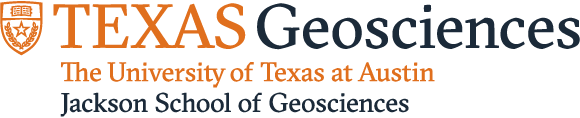 TEXAS Geosciences
The University of Texas at Austin
Jackson School of Geosciences